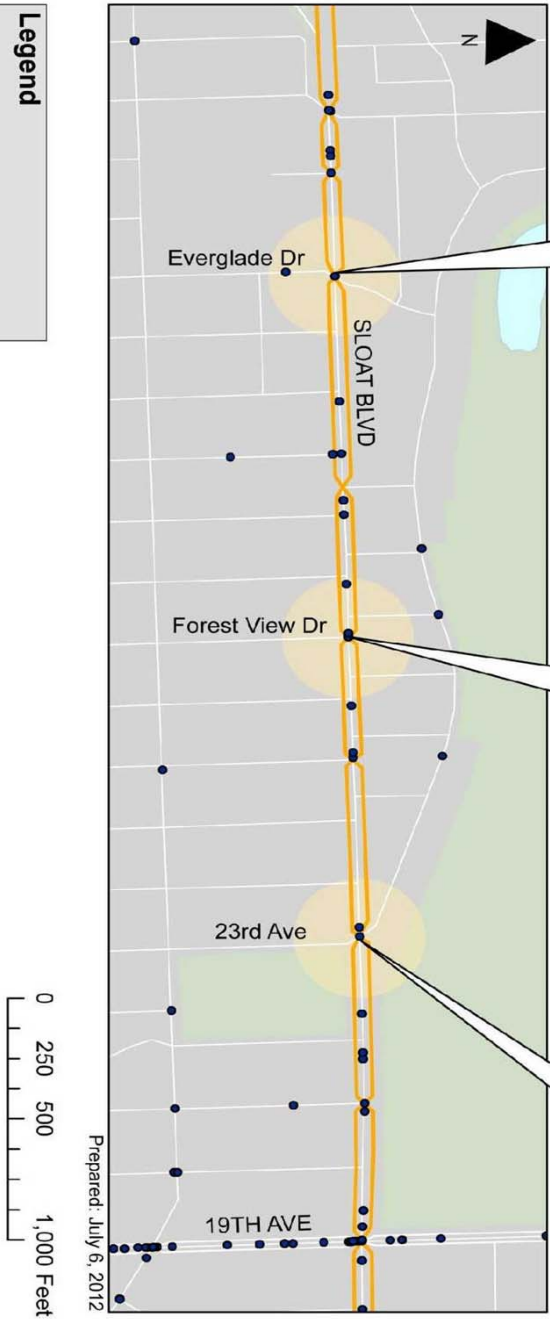 N
Everglade Dr
SLOAT BLVD
Forest View Dr
23rd Ave
19TH AVE
Legend
0 250 500 1,000 Feet
Prepared: July 6, 2012